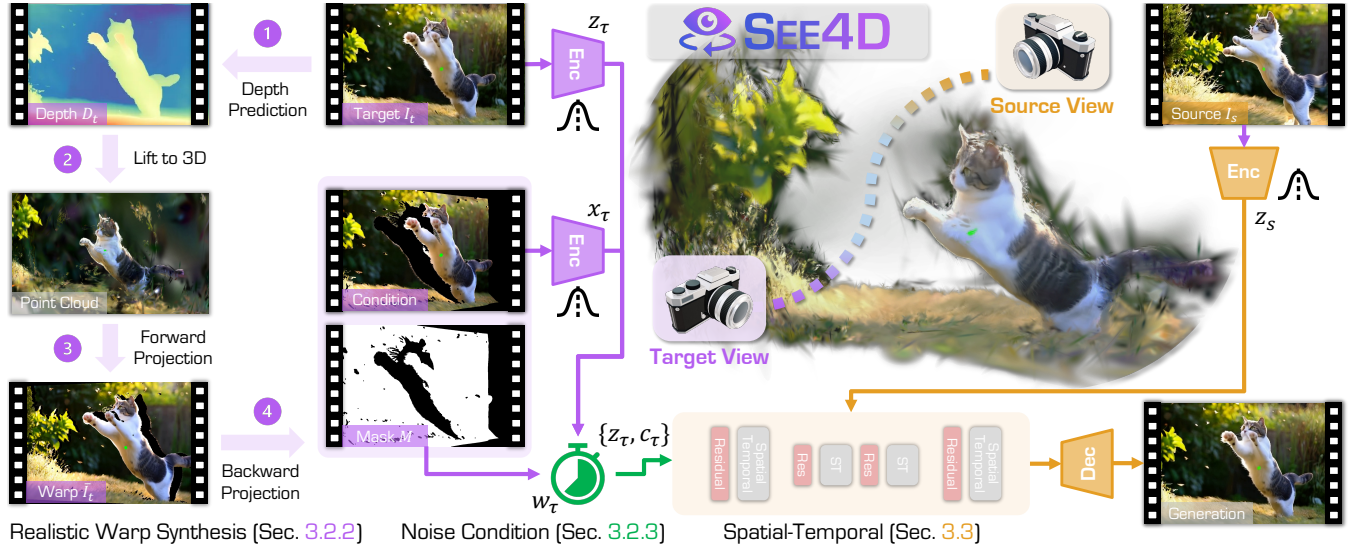 1
Depth
Prediction
Depth D_t
Target I_t
Enc
z_τ
SEE4D
Source View
Source I_s
Enc
z_s
2
Lift to 3D
Point Cloud
Condition
Enc
x_τ
Target View
3
Forward
Projection
Warp Ĩ_t
4
Backward
Projection
Mask M
w_τ
{z_τ, c_τ}
Residual
Spatial
Temporal
Res
ST
Res
ST
Residual
Spatial
Temporal
Dec
Generation
Realistic Warp Synthesis (Sec. 3.2.2)
Noise Condition (Sec. 3.2.3)
Spatial-Temporal (Sec. 3.3)